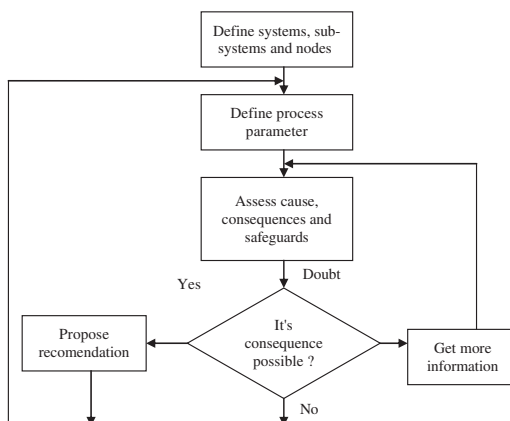 Define systems, sub-
systems and nodes
Define process
parameter
Assess cause,
consequences and
safeguards
Doubt
Yes
It's
consequence
possible ?
Propose
recomendation
Get more
information
No